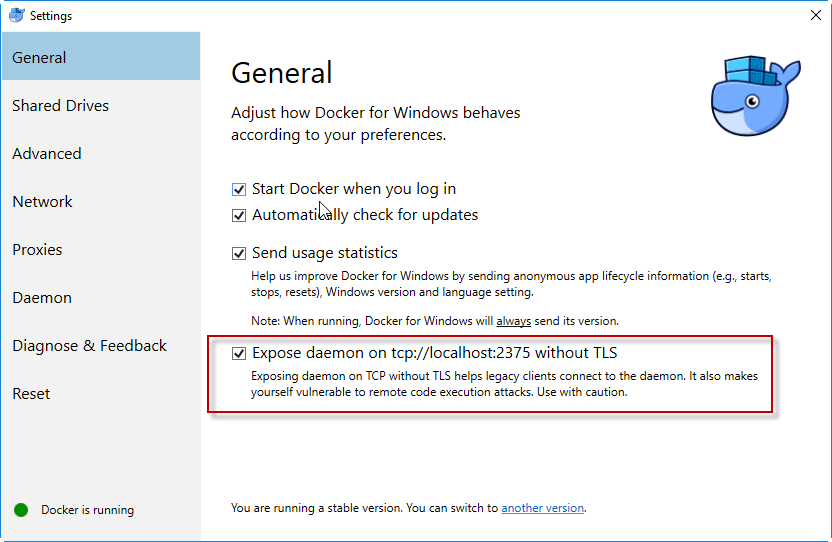 Settings
General
Shared Drives
Advanced
Network
Proxies
Daemon
Diagnose & Feedback
Reset
Docker is running
General
Adjust how Docker for Windows behaves
according to your preferences.
Start Docker when you log in
Automatically check for updates
Send usage statistics
Help us improve Docker for Windows by sending anonymous app lifecycle information (e.g., starts,
stops, resets), Windows version and language setting.
Note: When running, Docker for Windows will always send its version.
Expose daemon on tcp://localhost:2375 without TLS
Exposing daemon on TCP without TLS helps legacy clients connect to the daemon. It also makes
yourself vulnerable to remote code execution attacks. Use with caution.
You are running a stable version. You can switch to another version.